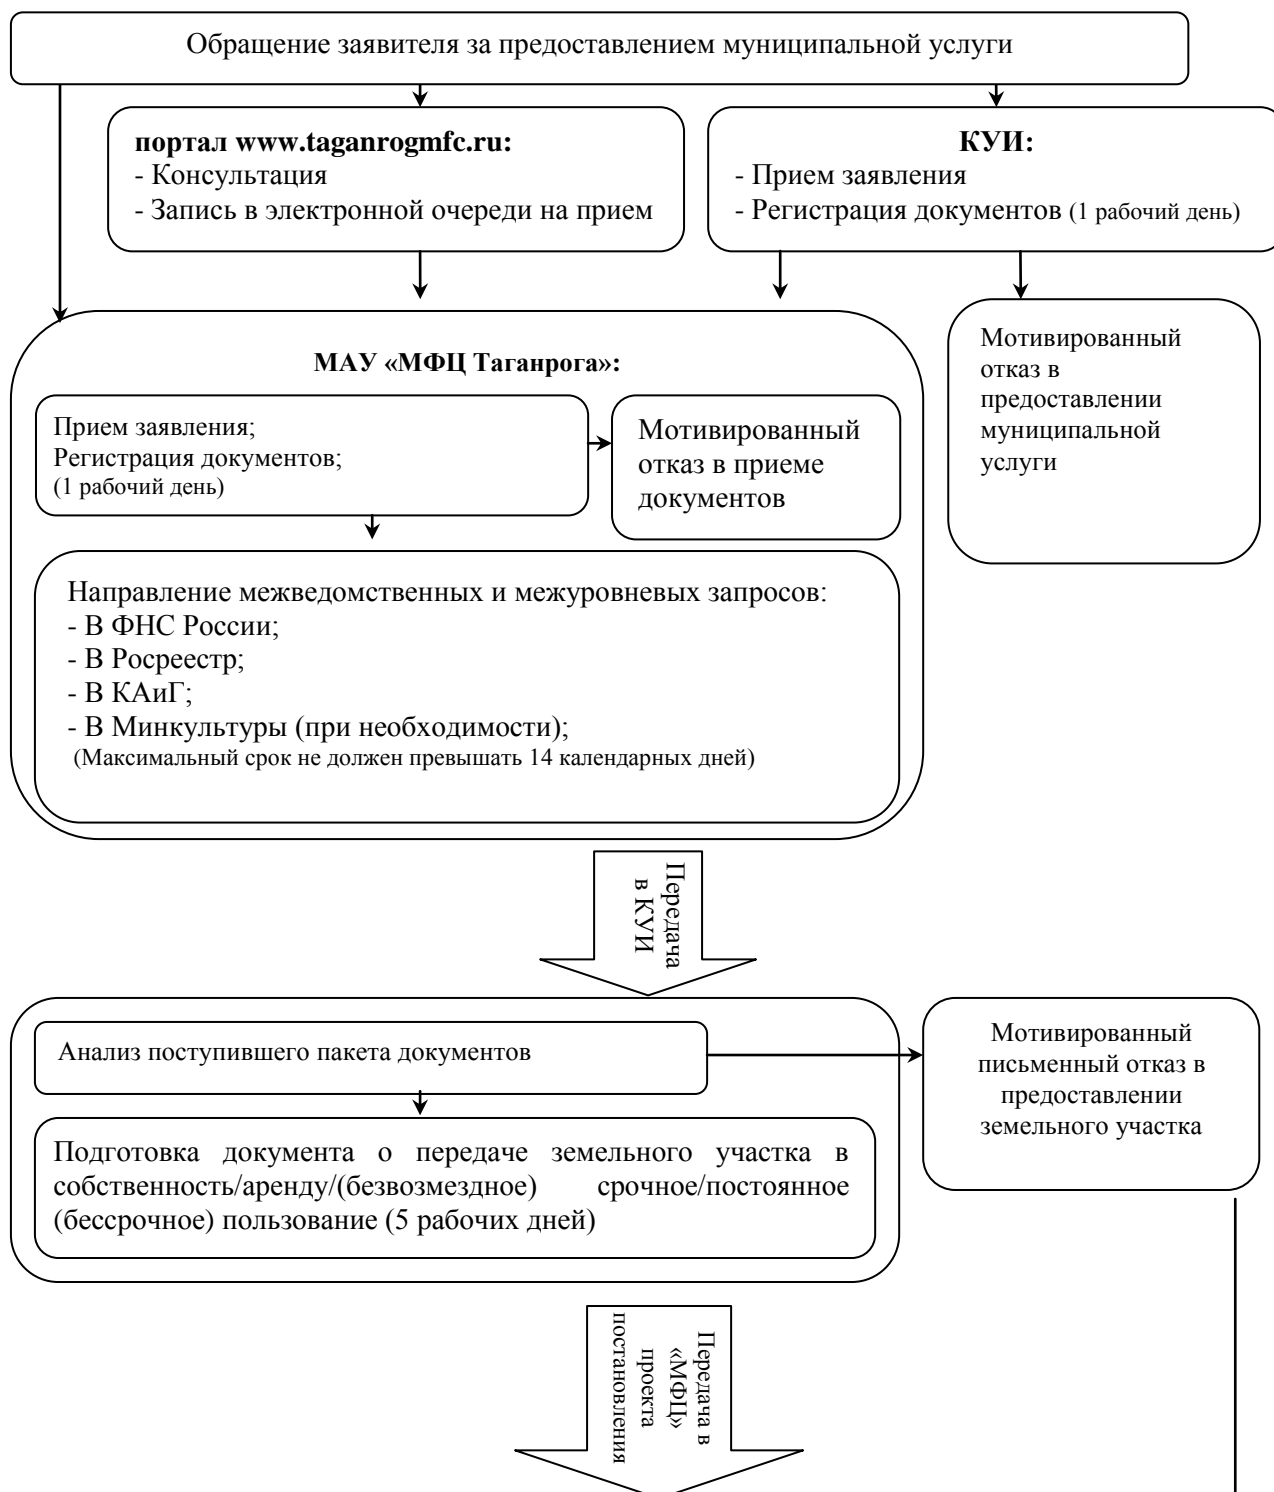 Обращение заявителя за предоставлением муниципальной услуги
портал www.taganrogmfc.ru:
- Консультация
- Запись в электронной очереди на прием
КУИ:
- Прием заявления
- Регистрация документов (1 рабочий день)
МАУ «МФЦ Таганрога»:
Прием заявления;
Регистрация документов;
(1 рабочий день)
Мотивированный
отказ в приеме
документов
Мотивированный
отказ в
предоставлении
муниципальной
услуги
Направление межведомственных и межуровневых запросов:
- В ФНС России;
- В Росреестр;
- В КАиГ;
- В Минкультуры (при необходимости);
(Максимальный срок не должен превышать 14 календарных дней)
Передача
в КУИ
Анализ поступившего пакета документов
Мотивированный
письменный отказ в
предоставлении
земельного участка
Подготовка документа о передаче земельного участка в
собственность/аренду/(безвозмездное) срочное/постоянное
(бессрочное) пользование (5 рабочих дней)
Передача в
«МФЦ»
проекта
постановления